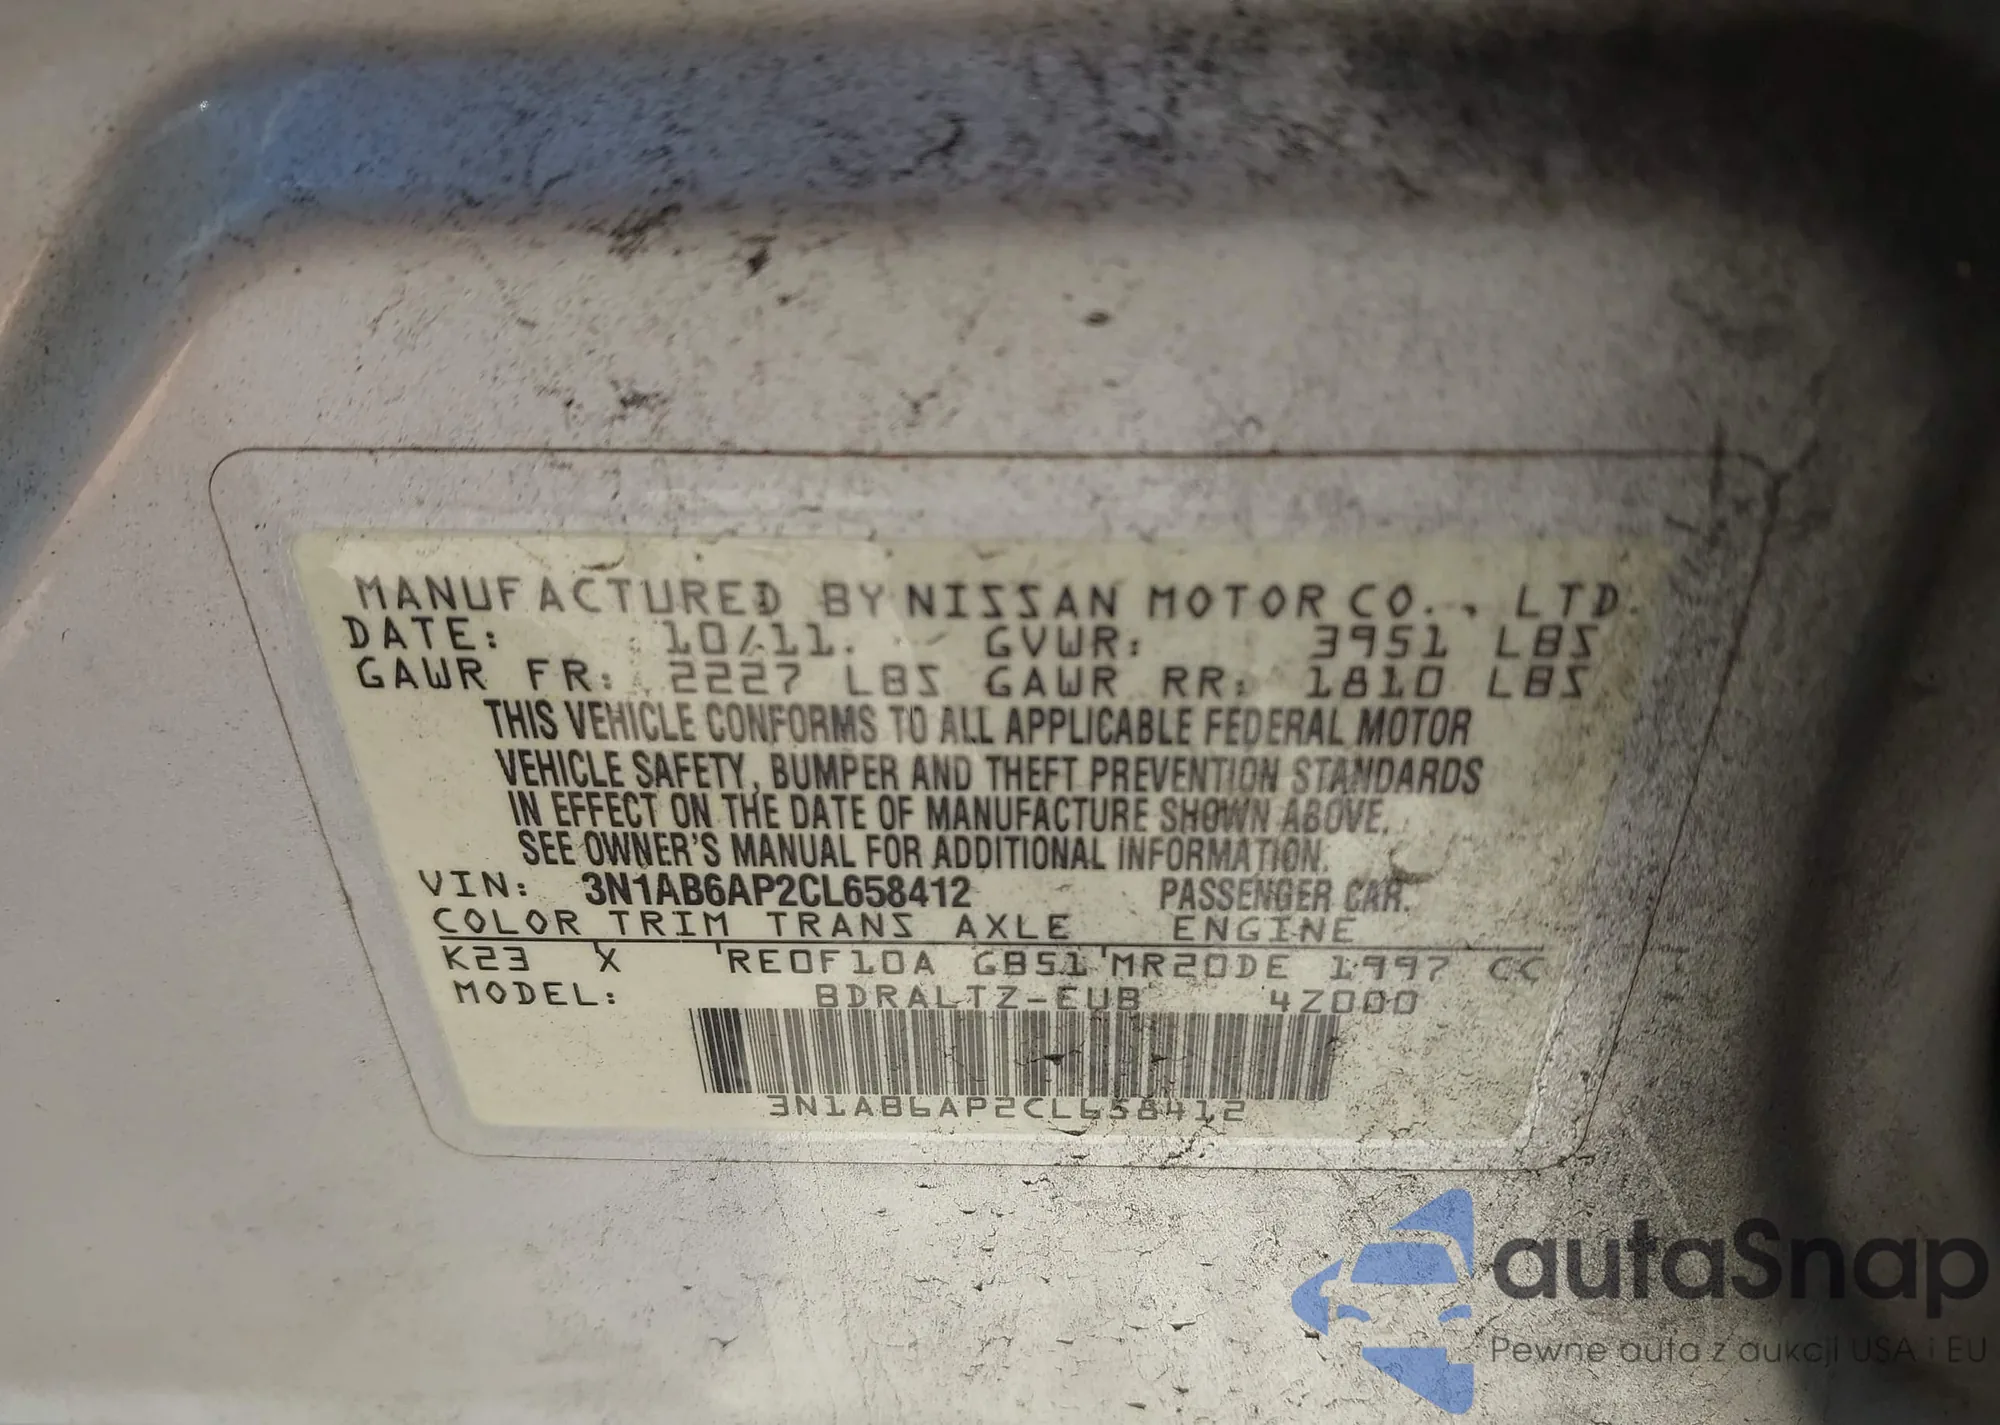 MANUFACTURED BY NISSAN MOTOR CO., LTD.
DATE: 10/11. GVWR: 3951 LBS
GAWR FR: 2227 LBS GAWR RR: 1810 LBS
THIS VEHICLE CONFORMS TO ALL APPLICABLE FEDERAL MOTOR
VEHICLE SAFETY, BUMPER AND THEFT PREVENTION STANDARDS
IN EFFECT ON THE DATE OF MANUFACTURE SHOWN ABOVE.
SEE OWNER'S MANUAL FOR ADDITIONAL INFORMATION.
VIN: 3N1AB6AP2CL658412 PASSENGER CAR.
COLOR TRIM TRANS AXLE ENGINE
K23 X RE0F10A GB51 MR20DE 1997 CC
MODEL: BDRALTZ-EUB 4Z000
3N1AB6AP2CL658412
autaSnap
Pewne auta z aukcji USA i EU